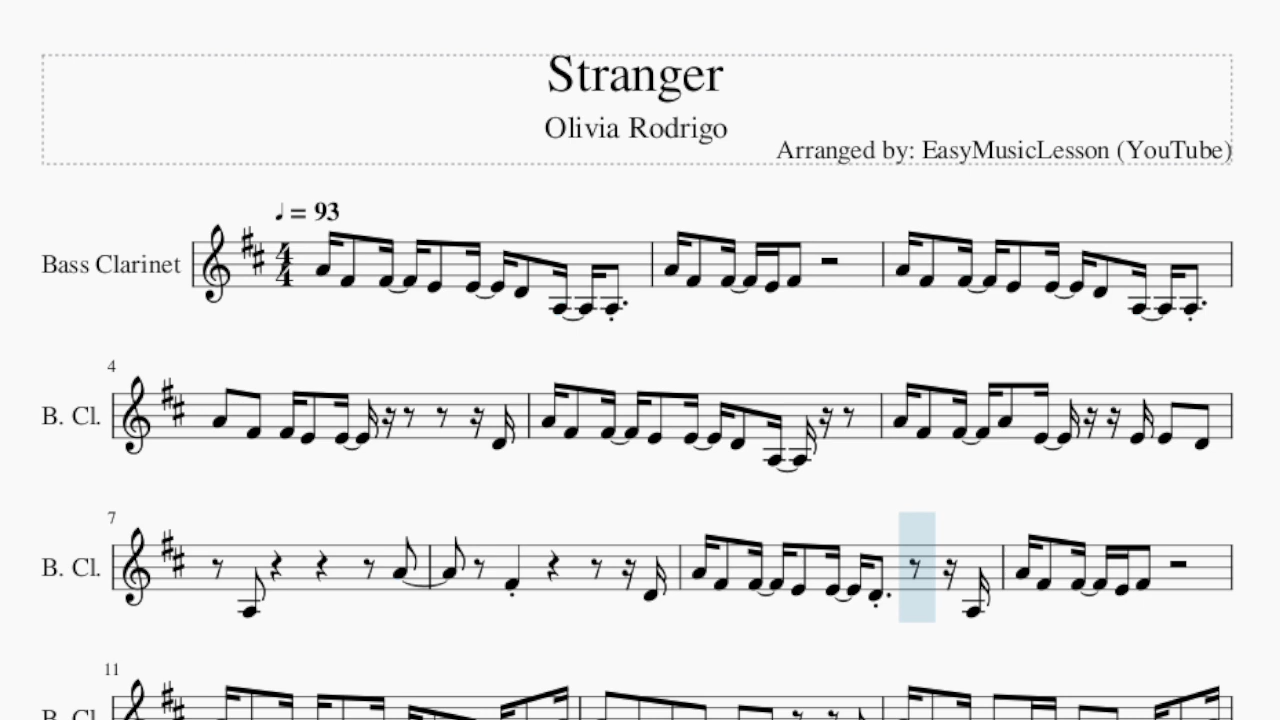 Stranger
Olivia Rodrigo
Arranged by: EasyMusicLesson (YouTube)
♩ = 93
Bass Clarinet
4
4
4
B. Cl.
7
B. Cl.
11
B. Cl.